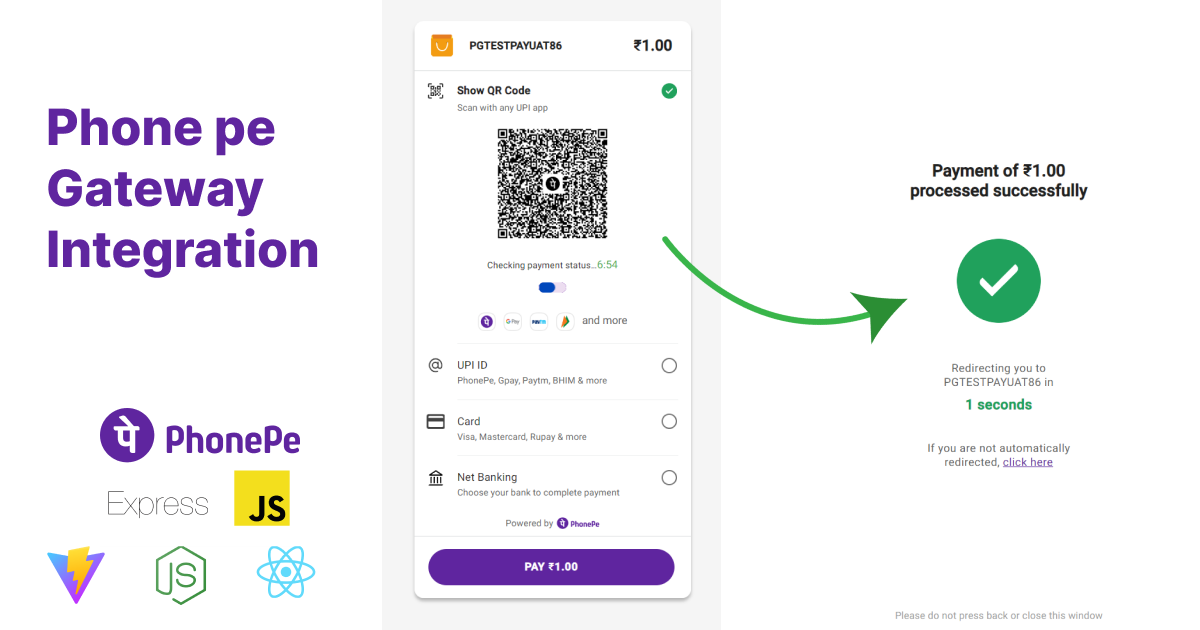 Phone pe
Gateway
Integration
पे PhonePe
Express
JS
JS
PGTESTPAYUAT86 ₹1.00
Show QR Code
Scan with any UPI app
पे
Checking payment status...6:54
पे G Pay Paytm and more
UPI ID
PhonePe, Gpay, Paytm, BHIM & more
Card
Visa, Mastercard, Rupay & more
Net Banking
Choose your bank to complete payment
Powered by पे PhonePe
PAY ₹1.00
Payment of ₹1.00
processed successfully
Redirecting you to
PGTESTPAYUAT86 in
1 seconds
If you are not automatically
redirected, click here
Please do not press back or close this window